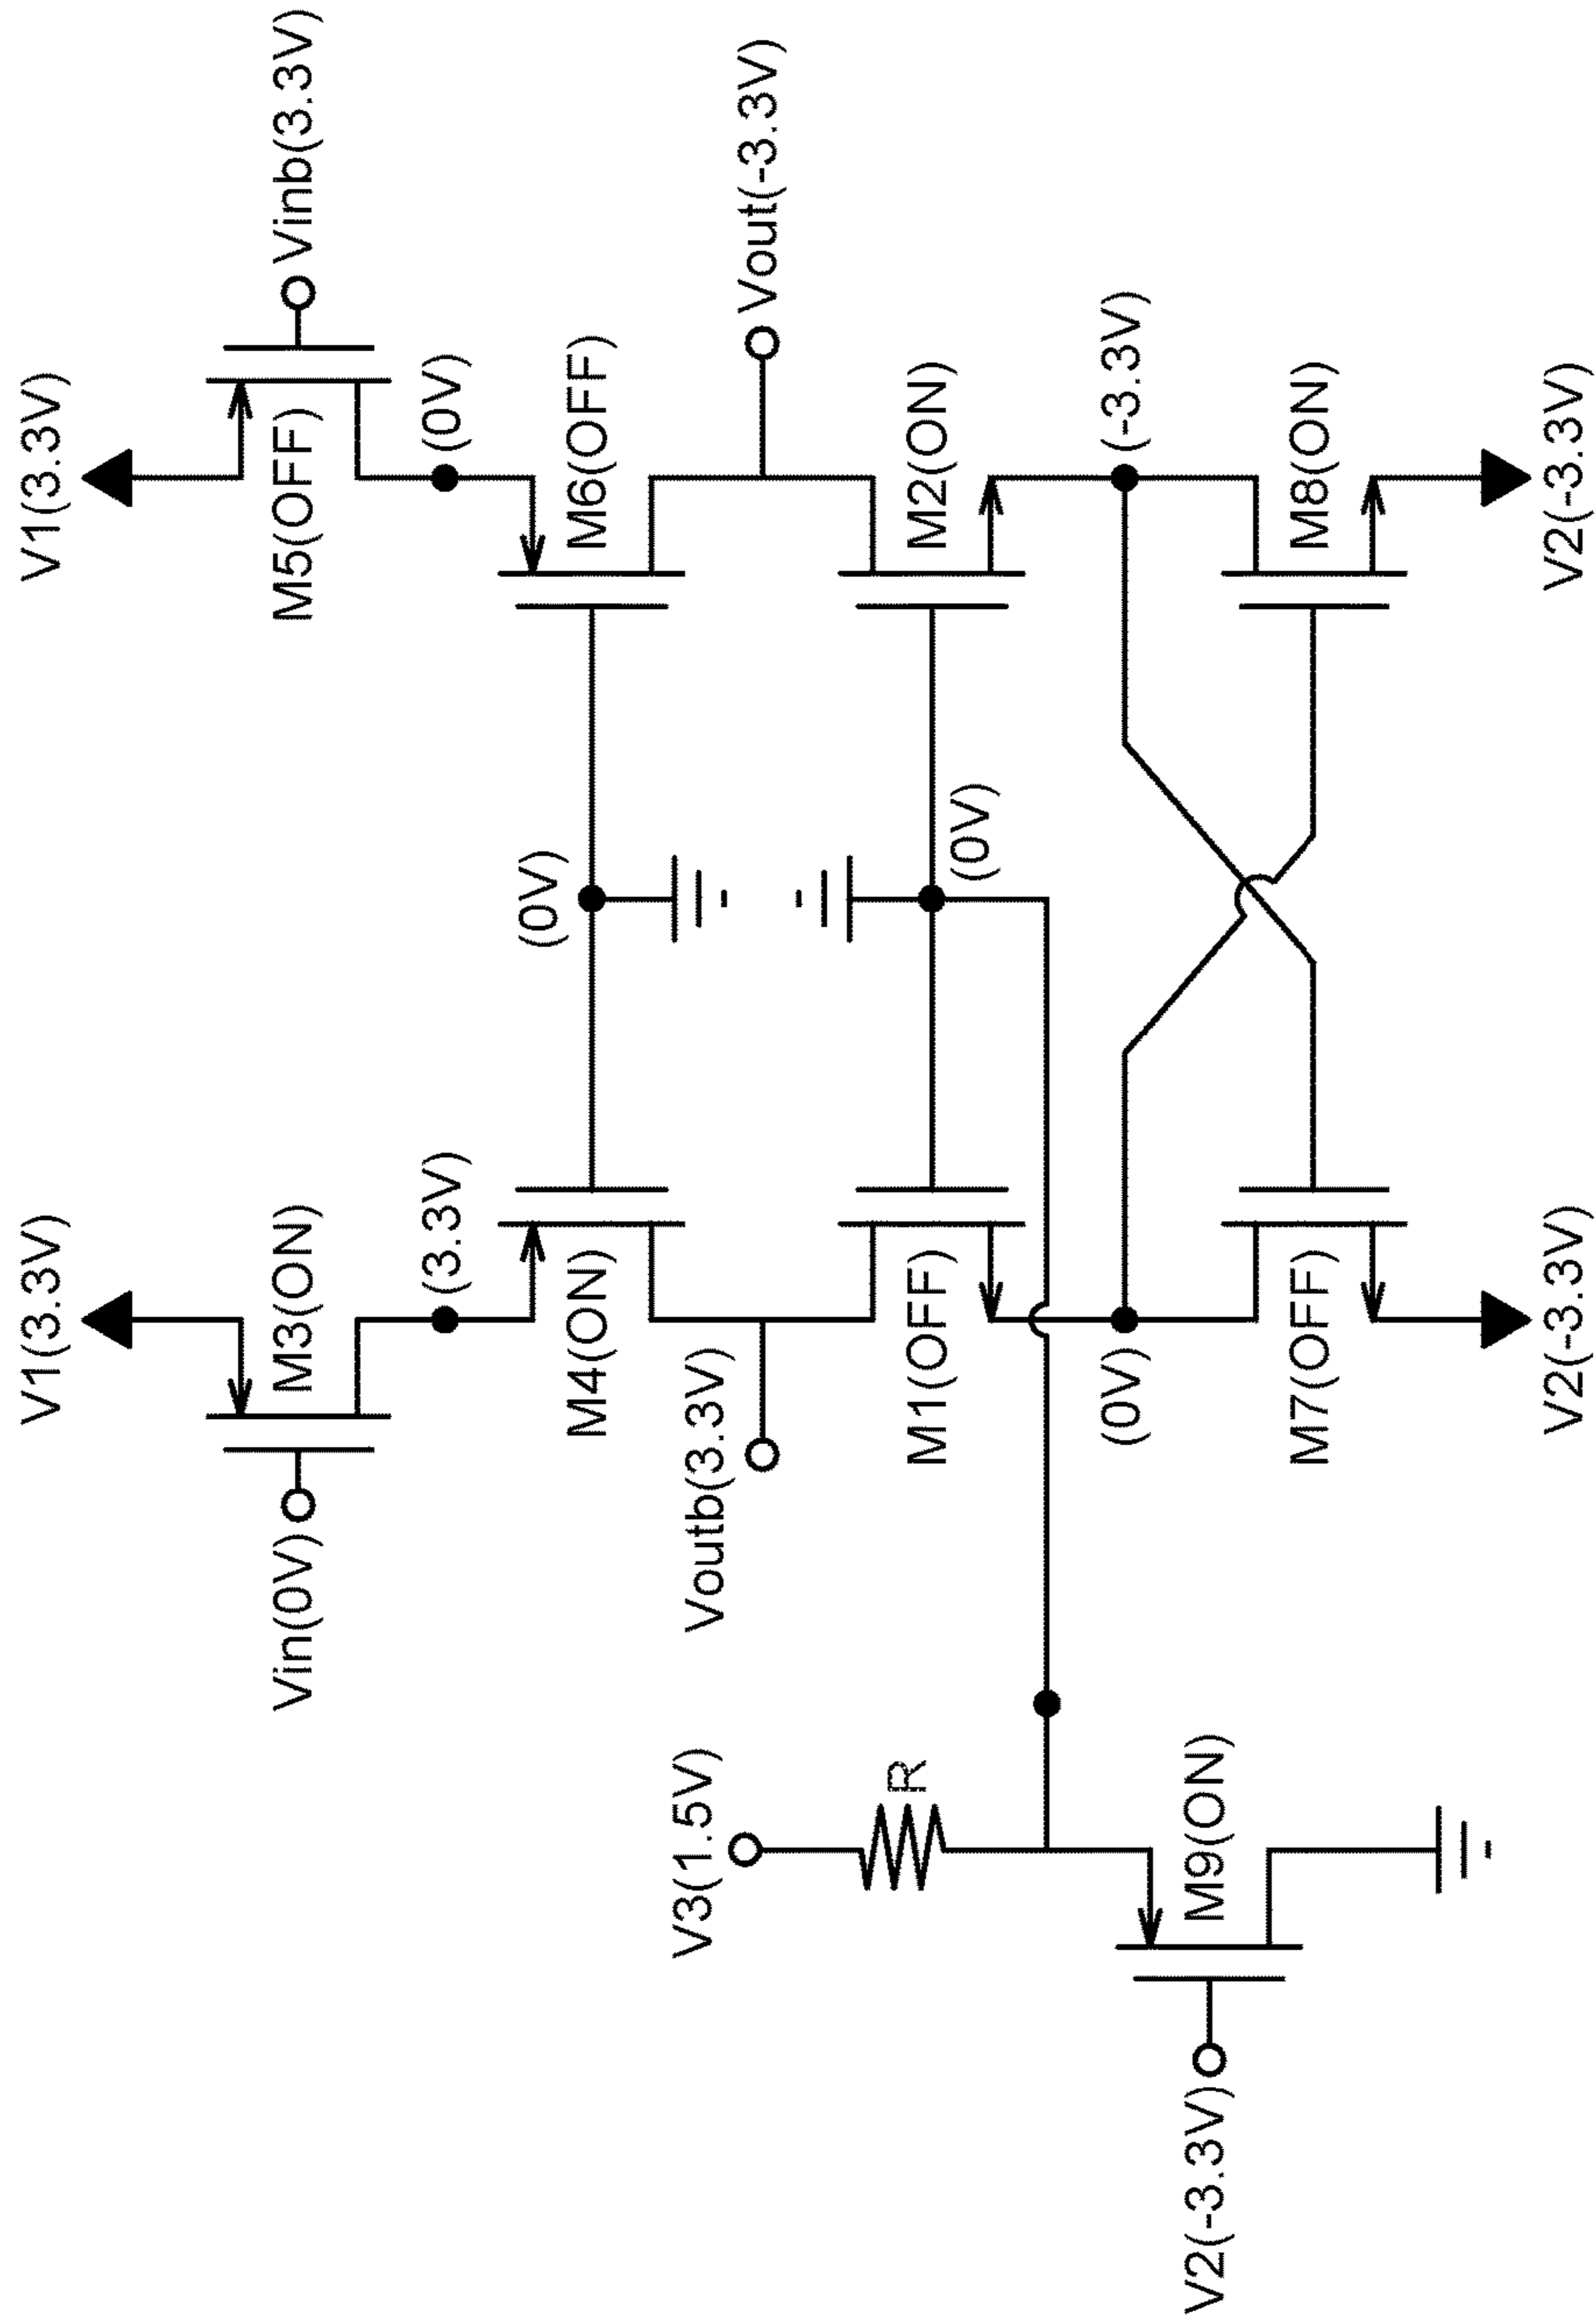 V1(3.3V)
V1(3.3V)
Vin(0V)
M3(ON)
M5(OFF)
Vinb(3.3V)
(3.3V)
(0V)
(0V)
M4(ON)
M6(OFF)
V3(1.5V)
Voutb(3.3V)
Vout(-3.3V)
R
M1(OFF)
M2(ON)
(0V)
(0V)
(-3.3V)
V2(-3.3V)
M9(ON)
M7(OFF)
M8(ON)
V2(-3.3V)
V2(-3.3V)